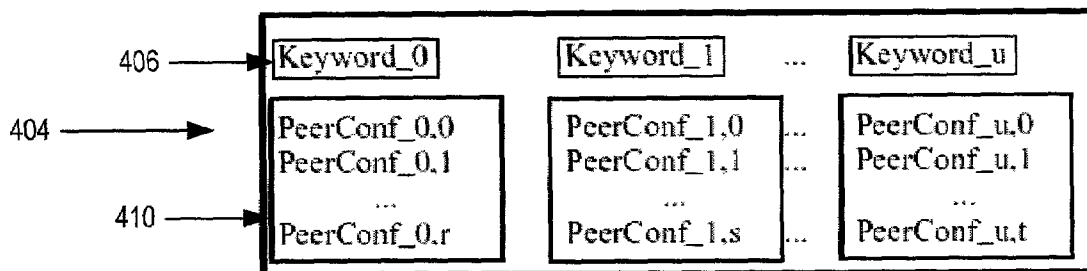 406 Keyword_0 Keyword_1 ... Keyword_u
404 PeerConf_0,0 PeerConf_1,0 ... PeerConf_u,0
PeerConf_0,1 PeerConf_1,1 ... PeerConf_u,1
... ... ...
410 PeerConf_0,r PeerConf_1,s ... PeerConf_u,t